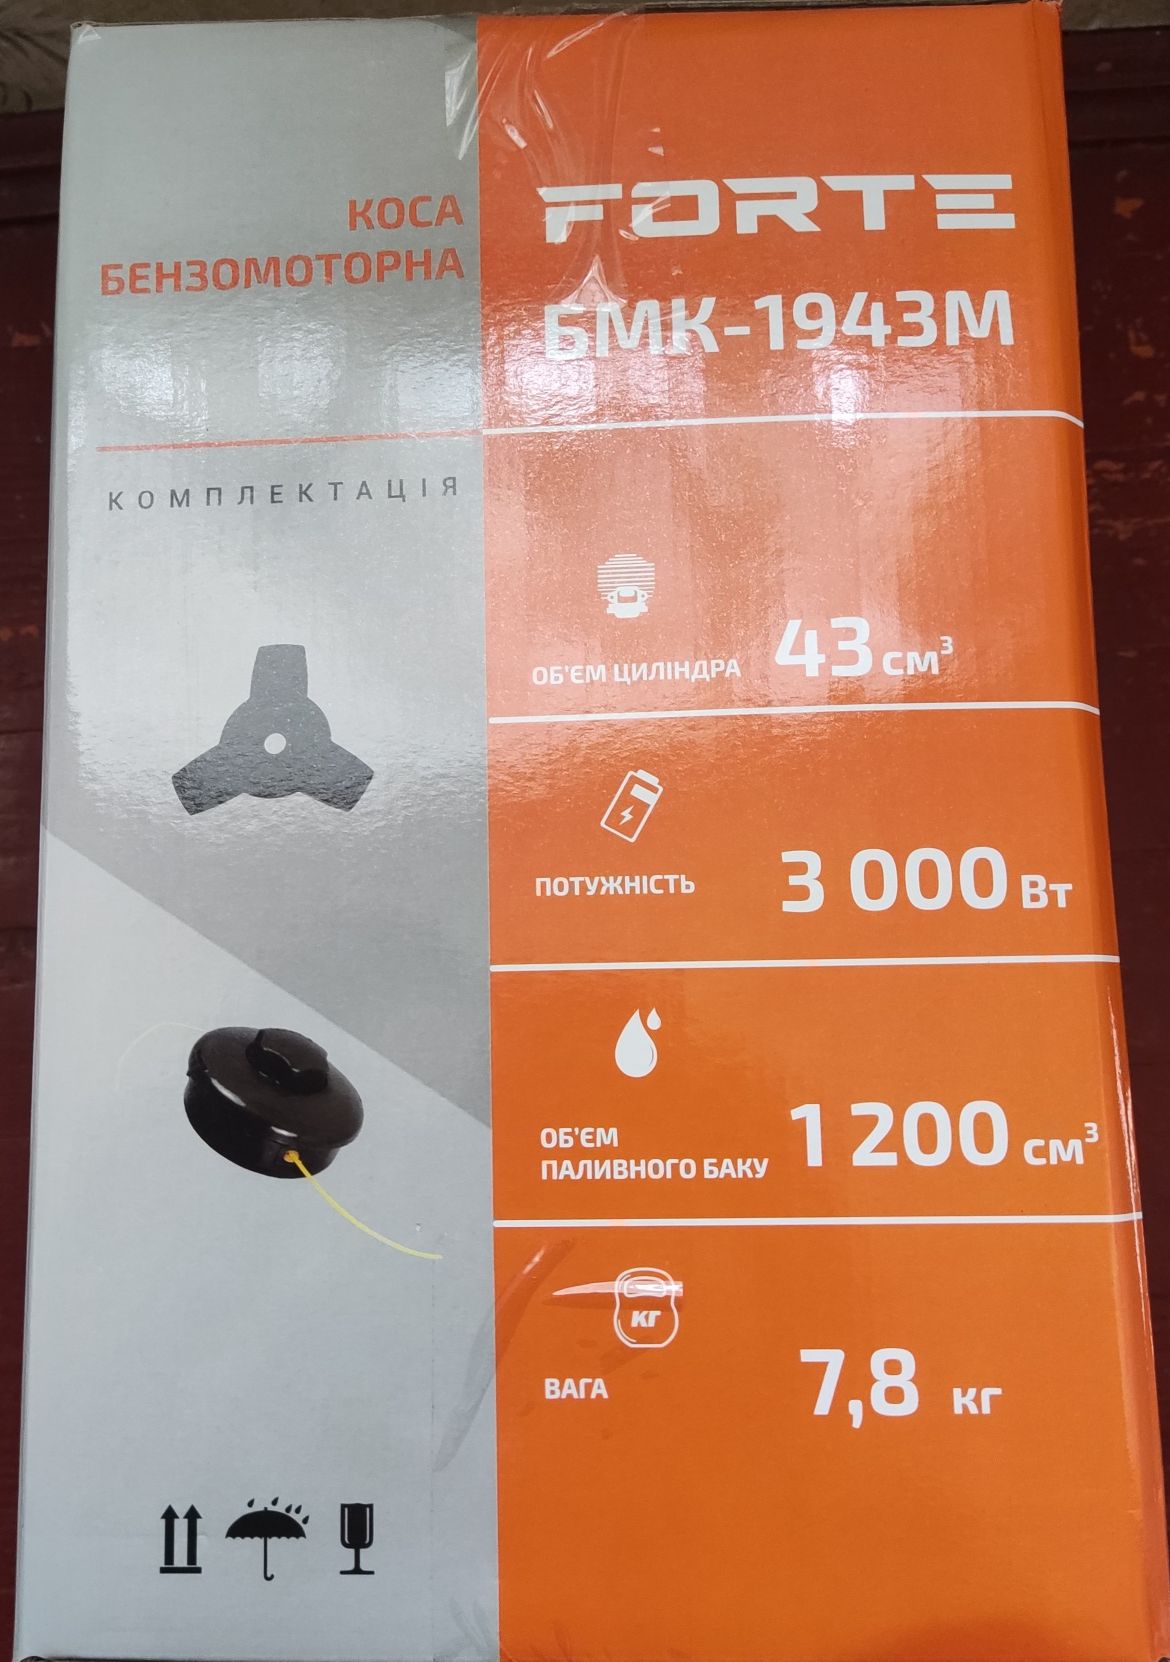 КОСА
БЕНЗОМОТОРНА
КОМПЛЕКТАЦІЯ
FORTE
БМК-1943М
ОБ'ЄМ ЦИЛІНДРА 43 см³
ПОТУЖНІСТЬ 3 000 Вт
ОБ'ЄМ
ПАЛИВНОГО БАКУ 1 200 см³
КГ
ВАГА 7,8 кг